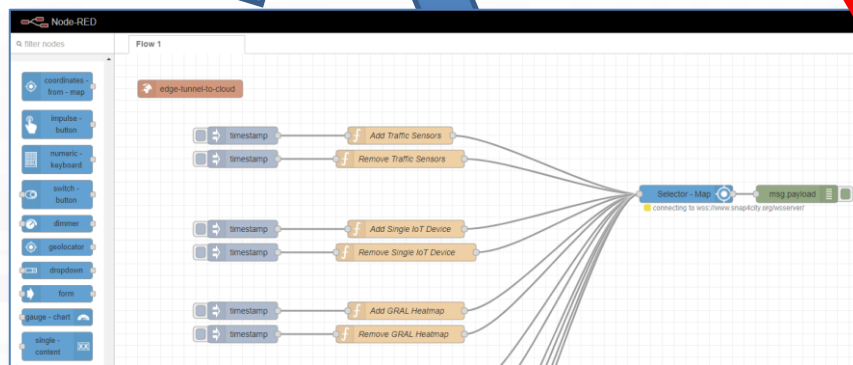 Node-RED
filter nodes
Flow 1
coordinates -
from - map
edge-tunnel-to-cloud
impulse -
button
timestamp
Add Traffic Sensors
timestamp
Remove Traffic Sensors
numeric -
keyboard
switch -
button
Selector - Map
msg.payload
connecting to wss://www.snap4city.org/wsserver/
dimmer
timestamp
Add Single IoT Device
geolocator
timestamp
Remove Single IoT Device
dropdown
form
timestamp
Add GRAL Heatmap
gauge - chart
timestamp
Remove GRAL Heatmap
single -
content